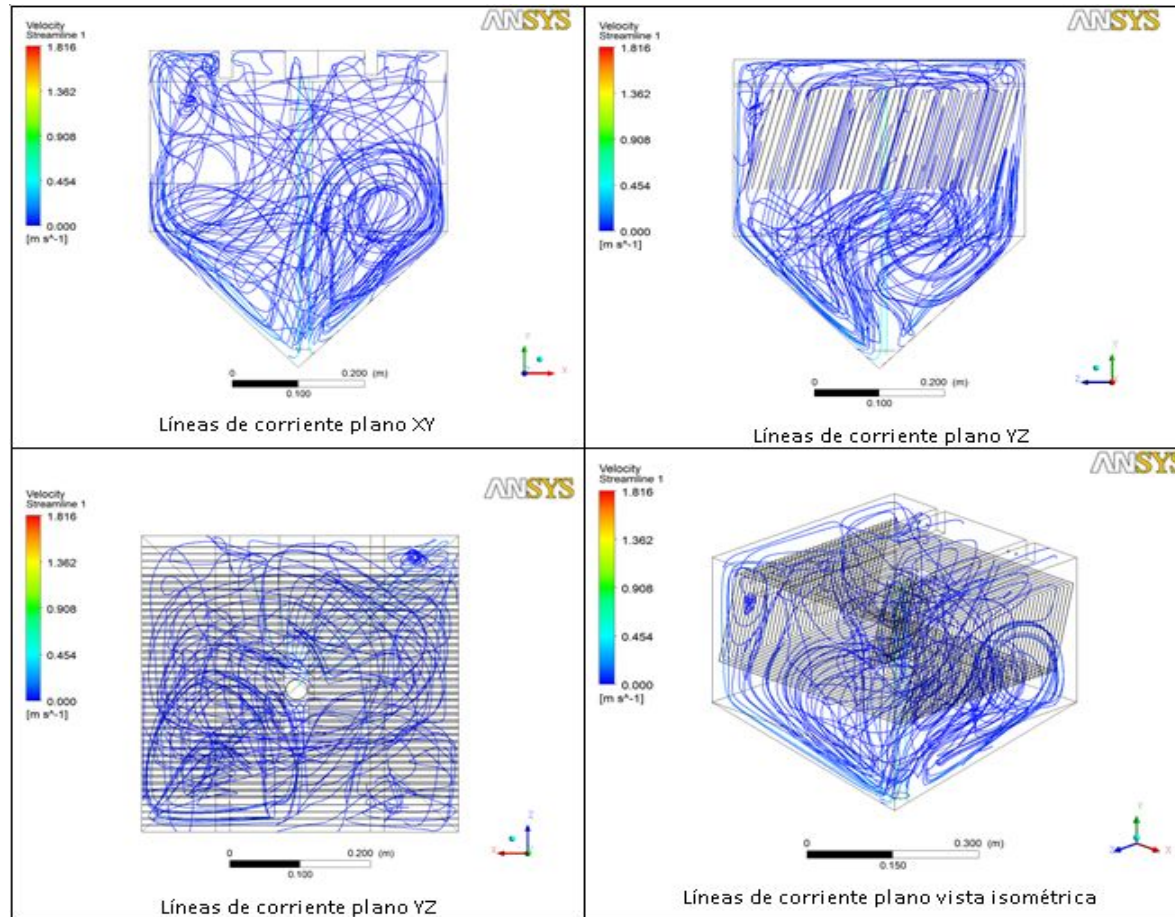 ANSYS
Velocity
Streamline 1
1.816
1.362
0.908
0.454
0.000
[m s^-1]
Y
X
Z
0 0.200 (m)
0.100
Líneas de corriente plano XY
ANSYS
Velocity
Streamline 1
1.816
1.362
0.908
0.454
0.000
[m s^-1]
Y
Z
X
0 0.200 (m)
0.100
Líneas de corriente plano YZ
ANSYS
Velocity
Streamline 1
1.816
1.362
0.908
0.454
0.000
[m s^-1]
Z
X
0 0.200 (m)
0.100
Líneas de corriente plano YZ
ANSYS
Velocity
Streamline 1
1.816
1.362
0.908
0.454
0.000
[m s^-1]
Y
Z
X
0 0.300 (m)
0.150
Líneas de corriente plano vista isométrica